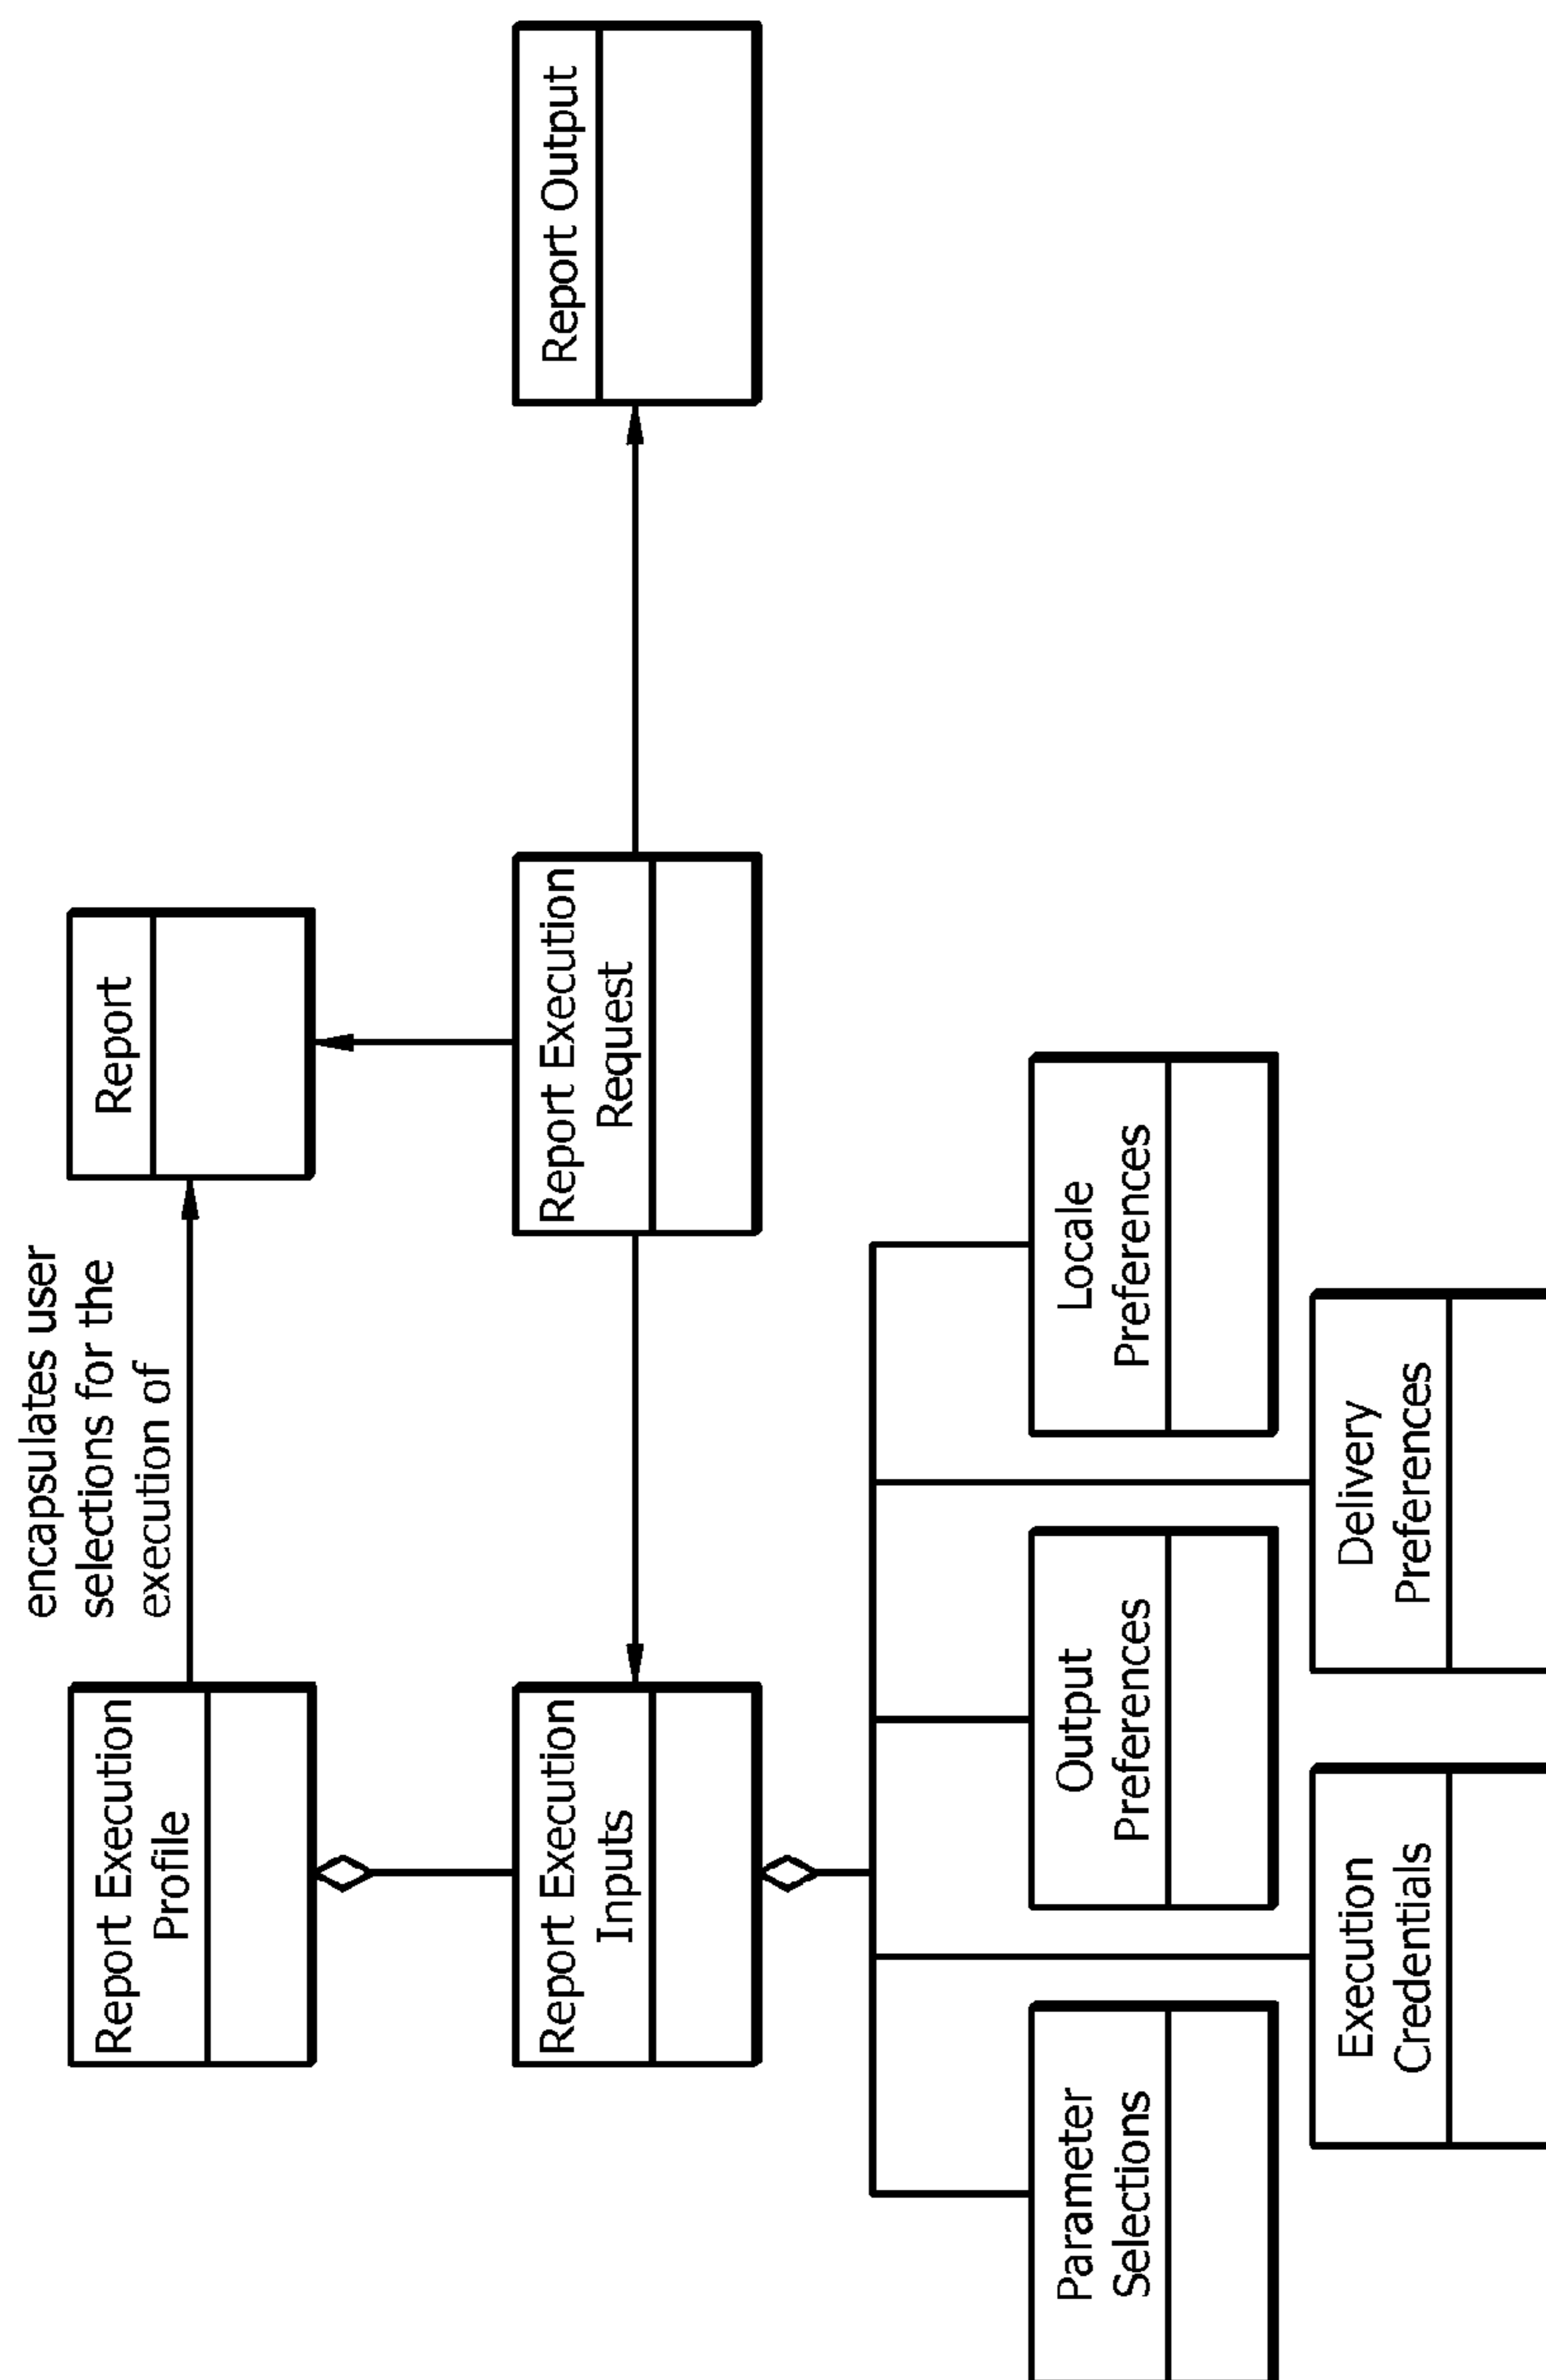 Report Execution
Profile
encapsulates user
selections for the
execution of
Report
Report Execution
Inputs
Report Execution
Request
Report Output
Parameter
Selections
Output
Preferences
Locale
Preferences
Execution
Credentials
Delivery
Preferences